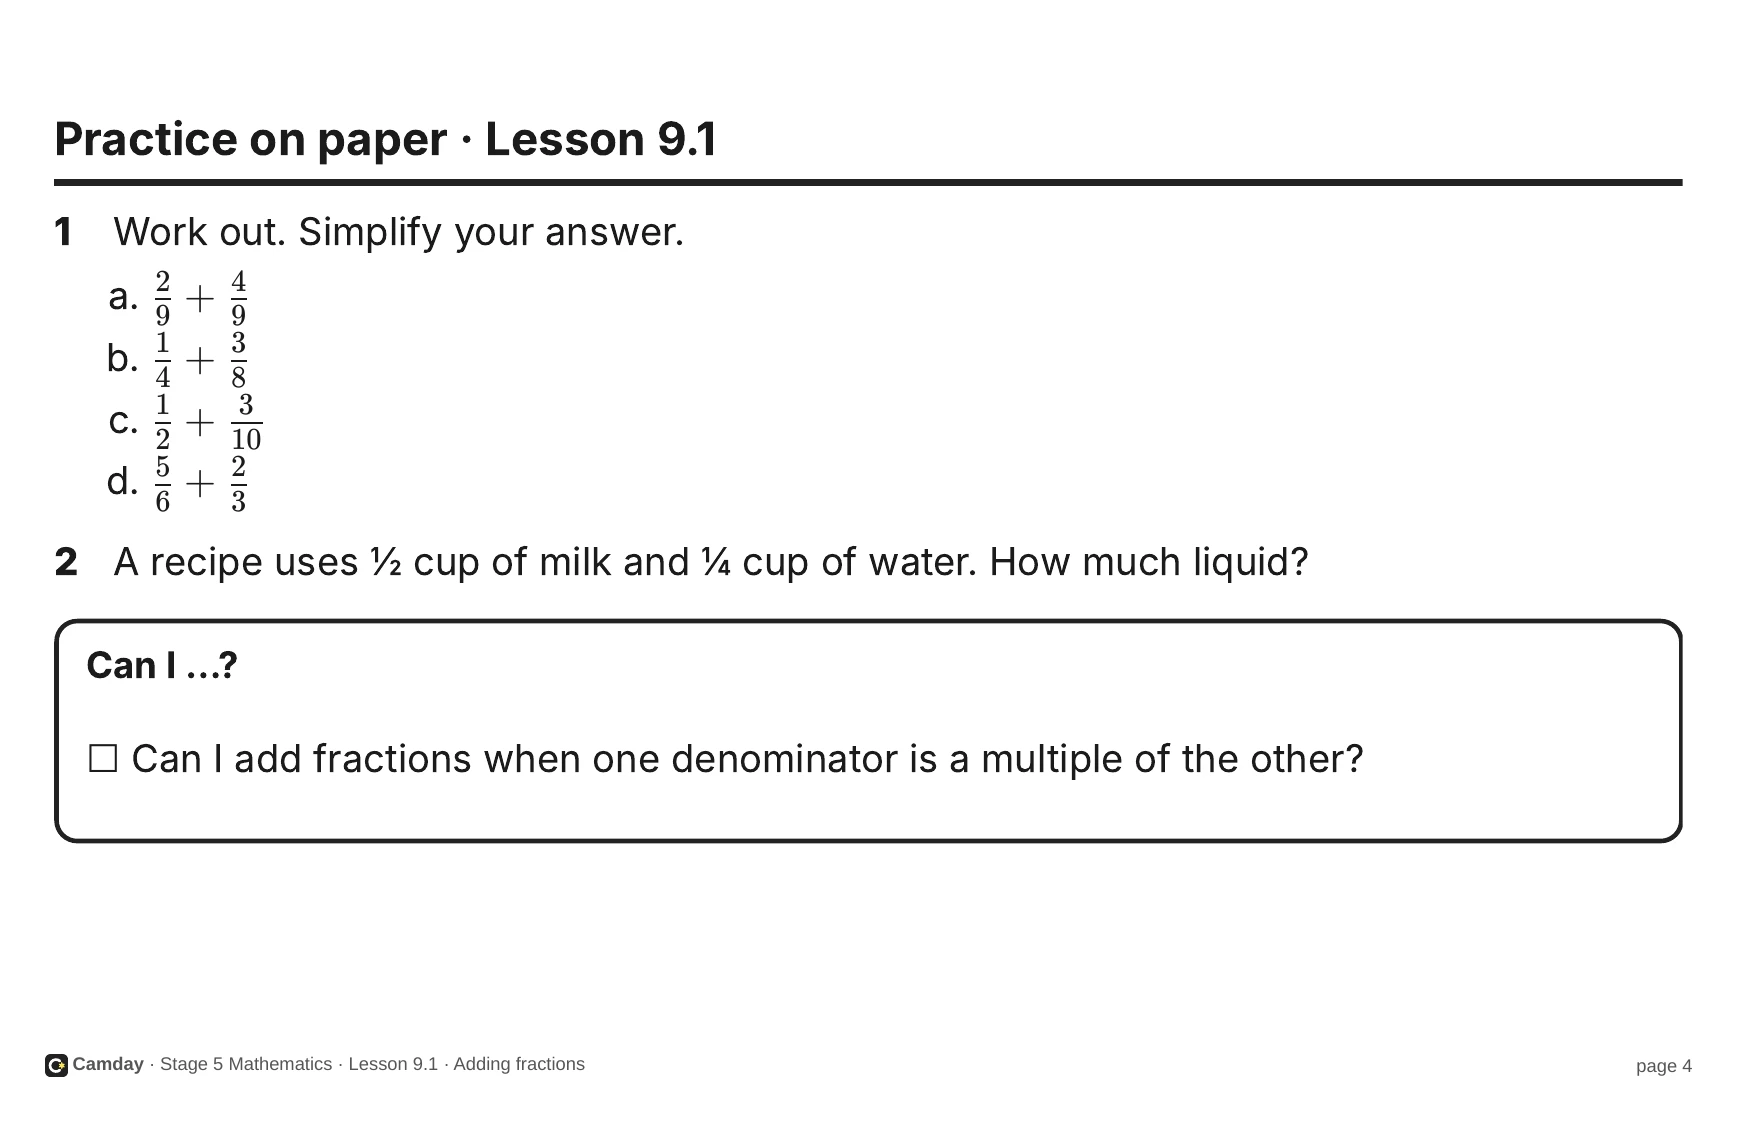 Practice on paper · Lesson 9.1
1 Work out. Simplify your answer.
a. 2/9 + 4/9
b. 1/4 + 3/8
c. 1/2 + 3/10
d. 5/6 + 2/3
2 A recipe uses ½ cup of milk and ¼ cup of water. How much liquid?
Can I …?
☐ Can I add fractions when one denominator is a multiple of the other?
Camday · Stage 5 Mathematics · Lesson 9.1 · Adding fractions
page 4